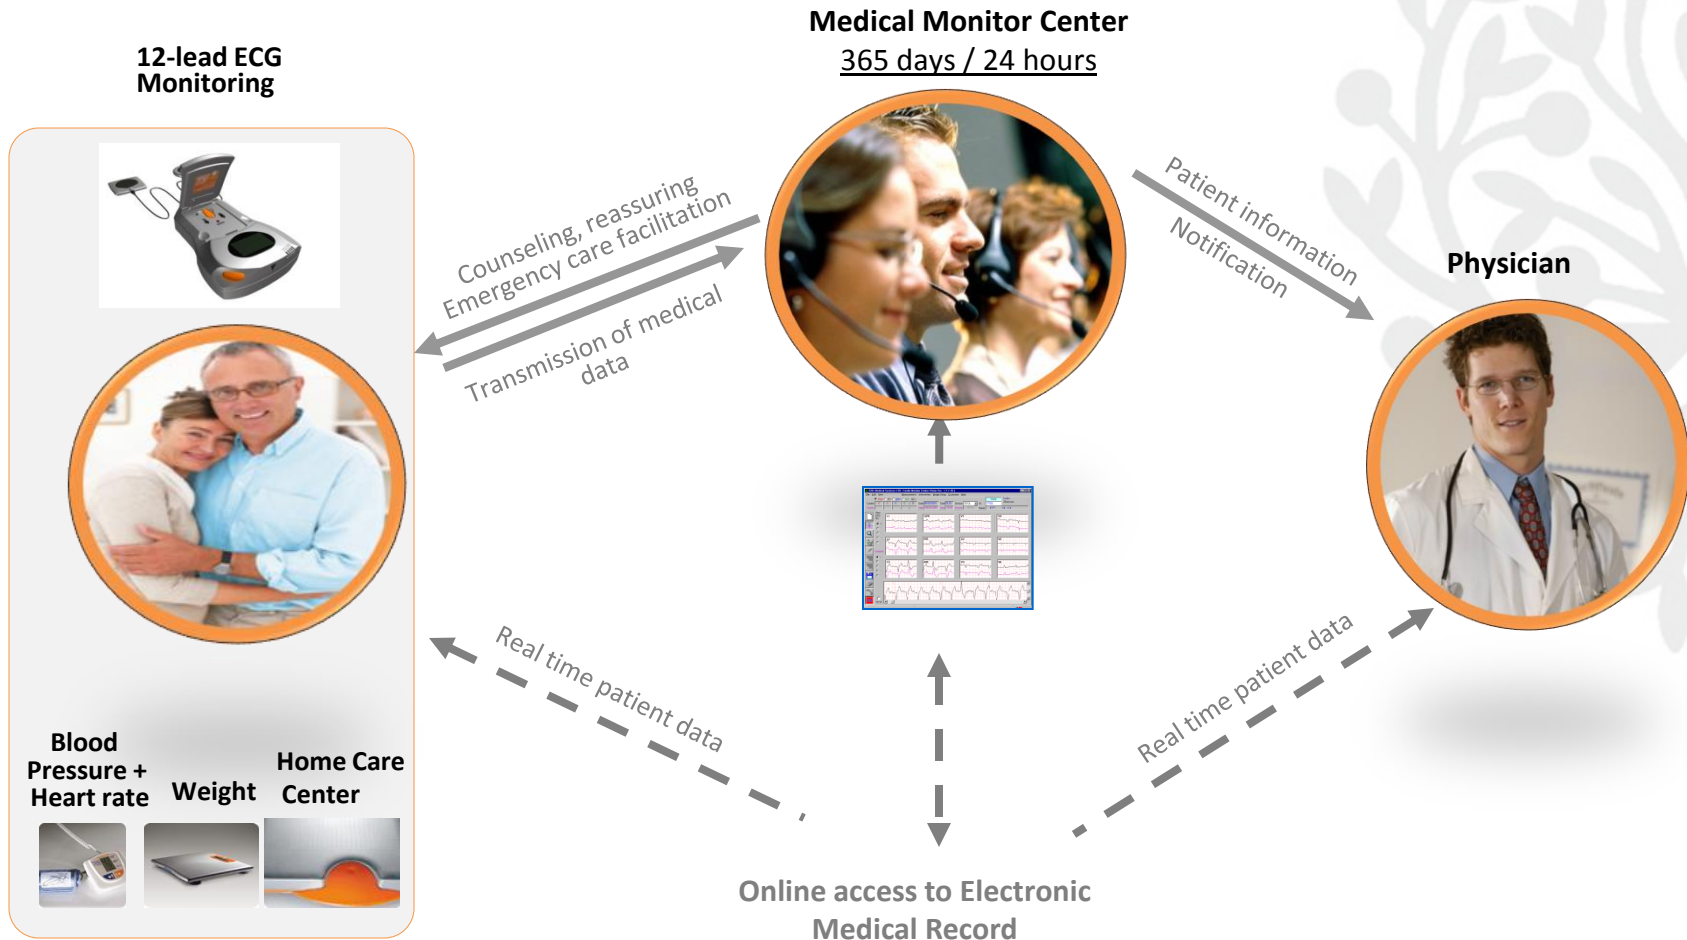 Medical Monitor Center
365 days / 24 hours
12-lead ECG
Monitoring
Counseling, reassuring
Emergency care facilitation
Transmission of medical
data
Patient information
Notification
Physician
Real time patient data
Real time patient data
Blood
Pressure +
Heart rate
Weight
Home Care
Center
Online access to Electronic
Medical Record